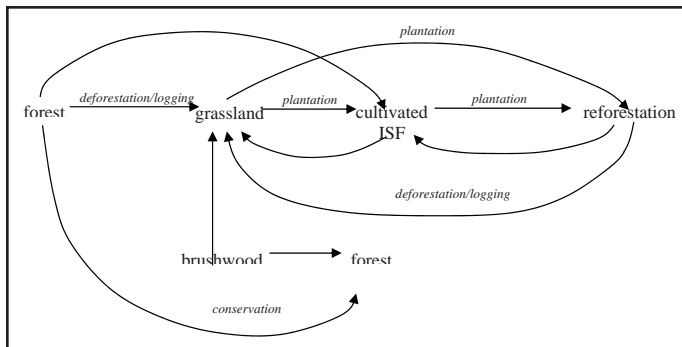 plantation
deforestation/logging
plantation
plantation
forest
grassland
cultivated
ISF
reforestation
deforestation/logging
brushwood
forest
conservation